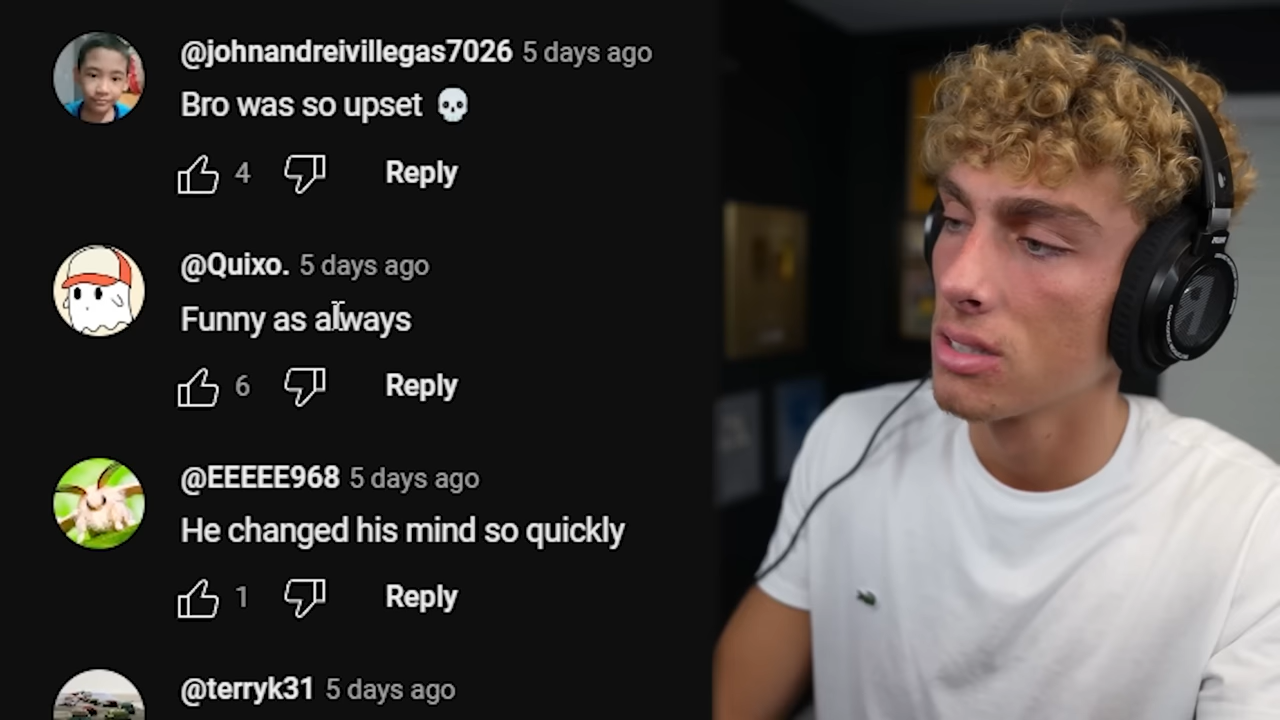 @johnandreivillegas7026 5 days ago
Bro was so upset 💀
4 Reply
@Quixo. 5 days ago
Funny as always
6 Reply
@EEEEE968 5 days ago
He changed his mind so quickly
1 Reply
@terryk31 5 days ago